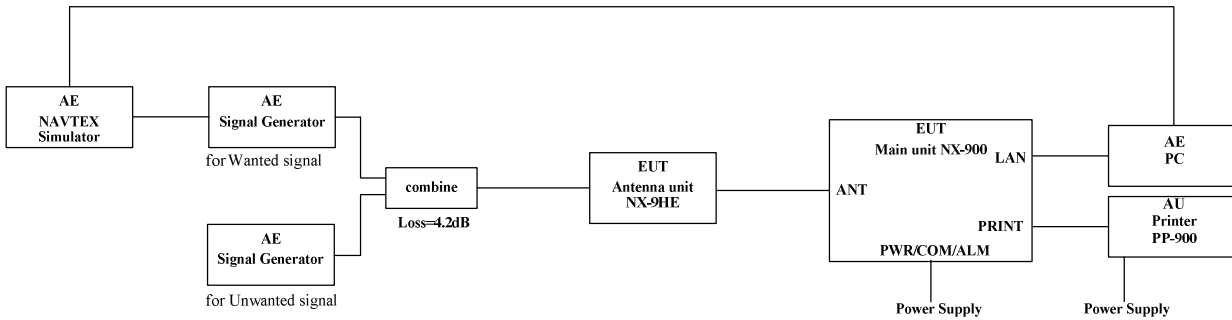 AE
NAVTEX
Simulator
AE
Signal Generator
for Wanted signal
AE
Signal Generator
for Unwanted signal
combine
Loss=4.2dB
EUT
Antenna unit
NX-9HE
EUT
Main unit NX-900
LAN
ANT
PRINT
PWR/COM/ALM
Power Supply
AE
PC
AU
Printer
PP-900
Power Supply